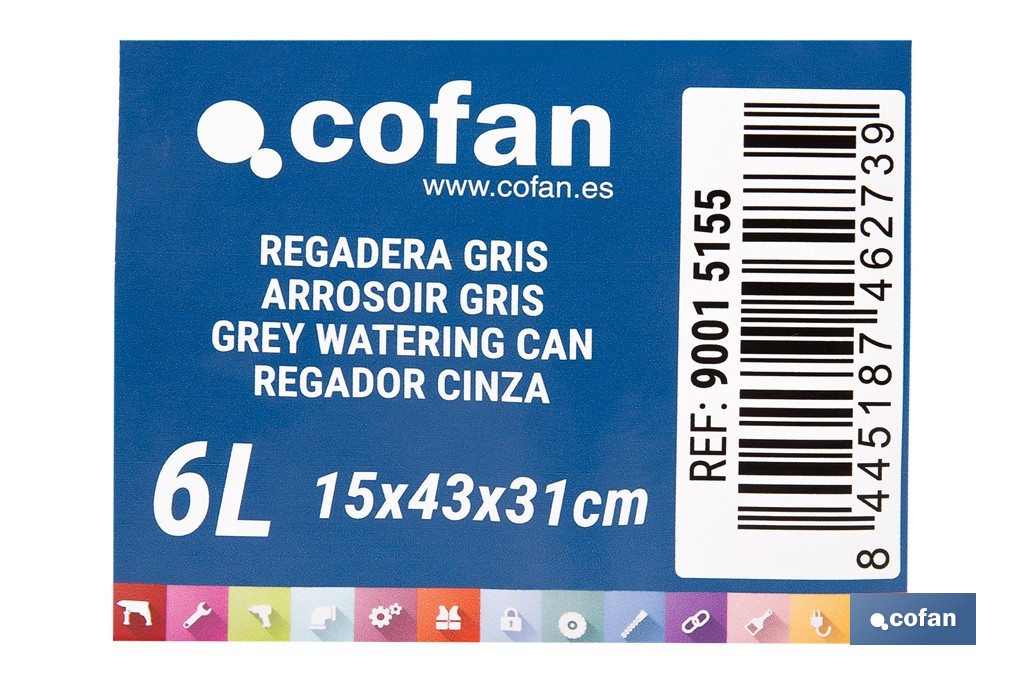 cofan
www.cofan.es
REGADERA GRIS
ARROSOIR GRIS
GREY WATERING CAN
REGADOR CINZA
6L 15x43x31cm
REF: 9001 5155
8 445187 462739
cofan